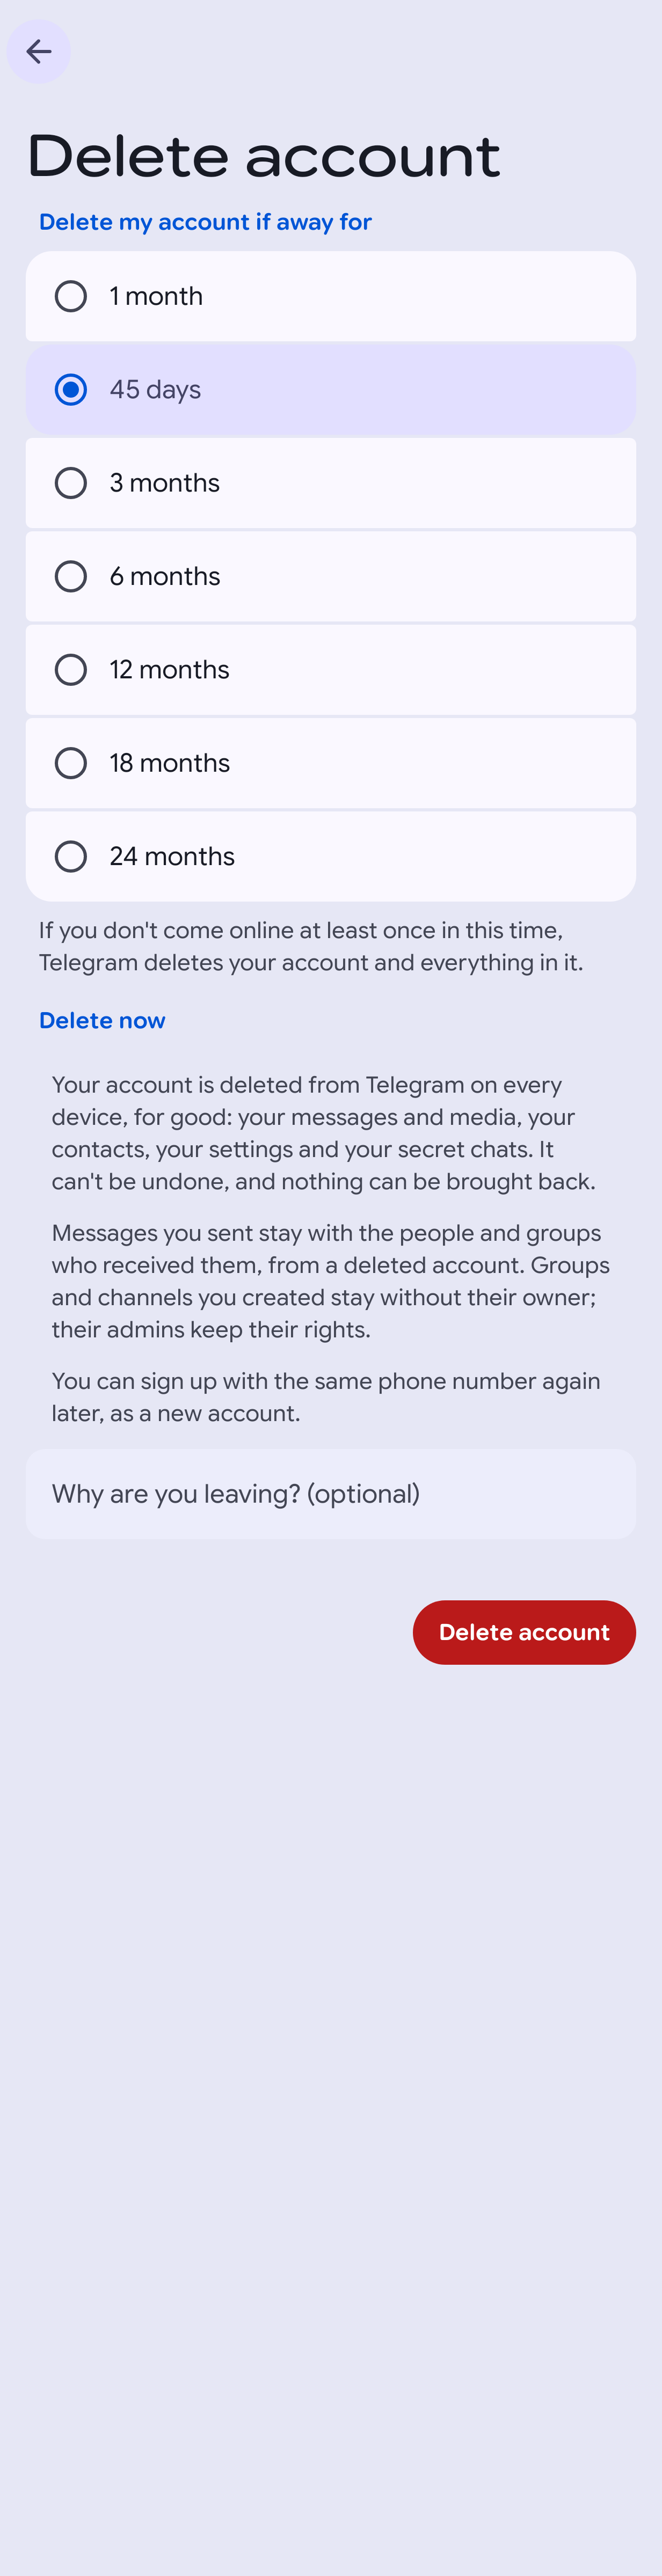 Delete account
Delete my account if away for
1 month
45 days
3 months
6 months
12 months
18 months
24 months
If you don't come online at least once in this time,
Telegram deletes your account and everything in it.
Delete now
Your account is deleted from Telegram on every
device, for good: your messages and media, your
contacts, your settings and your secret chats. It
can't be undone, and nothing can be brought back.
Messages you sent stay with the people and groups
who received them, from a deleted account. Groups
and channels you created stay without their owner;
their admins keep their rights.
You can sign up with the same phone number again
later, as a new account.
Why are you leaving? (optional)
Delete account